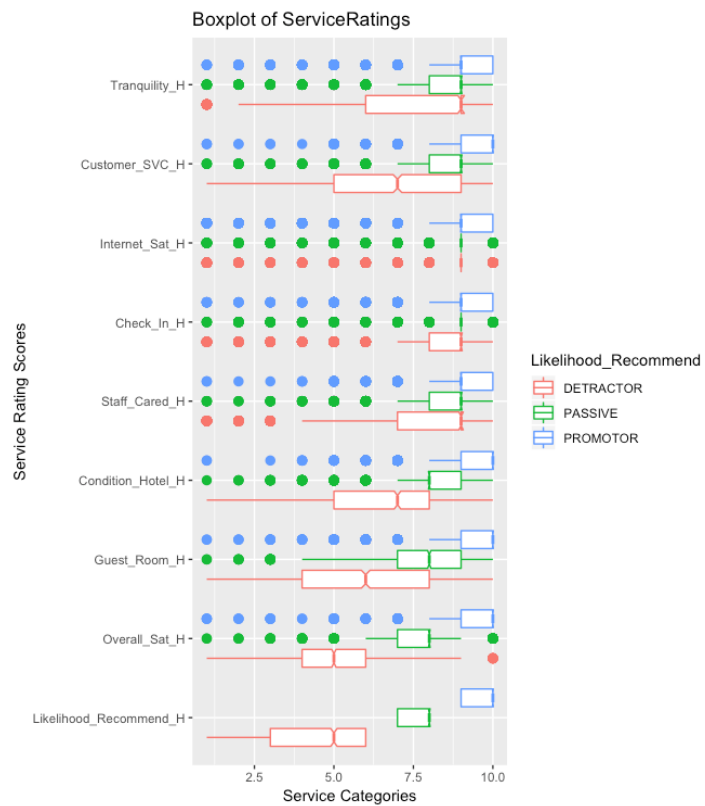 Boxplot of ServiceRatings
Tranquility_H
Customer_SVC_H
Internet_Sat_H
Check_In_H
Staff_Cared_H
Condition_Hotel_H
Guest_Room_H
Overall_Sat_H
Likelihood_Recommend_H
Service Rating Scores
2.5 5.0 7.5 10.0
Service Categories
Likelihood_Recommend
DETRACTOR
PASSIVE
PROMOTOR